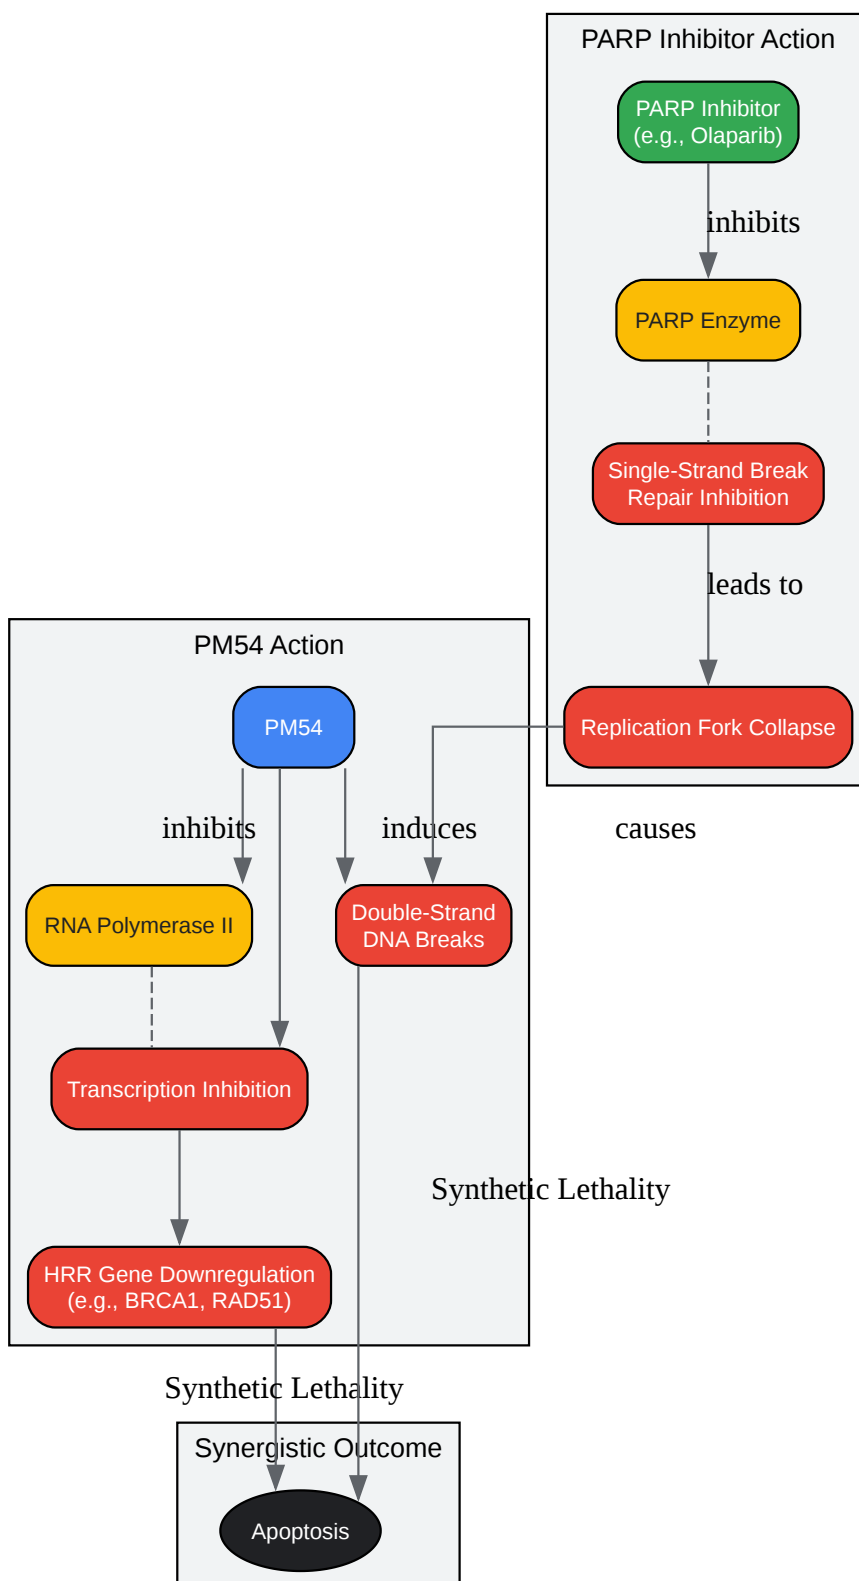 PARP Inhibitor Action
PARP Inhibitor
(e.g., Olaparib)
inhibits
PARP Enzyme
Single-Strand Break
Repair Inhibition
leads to
Replication Fork Collapse
causes
PM54 Action
PM54
inhibits
induces
RNA Polymerase II
Double-Strand
DNA Breaks
Transcription Inhibition
Synthetic Lethality
HRR Gene Downregulation
(e.g., BRCA1, RAD51)
Synthetic Lethality
Synergistic Outcome
Apoptosis